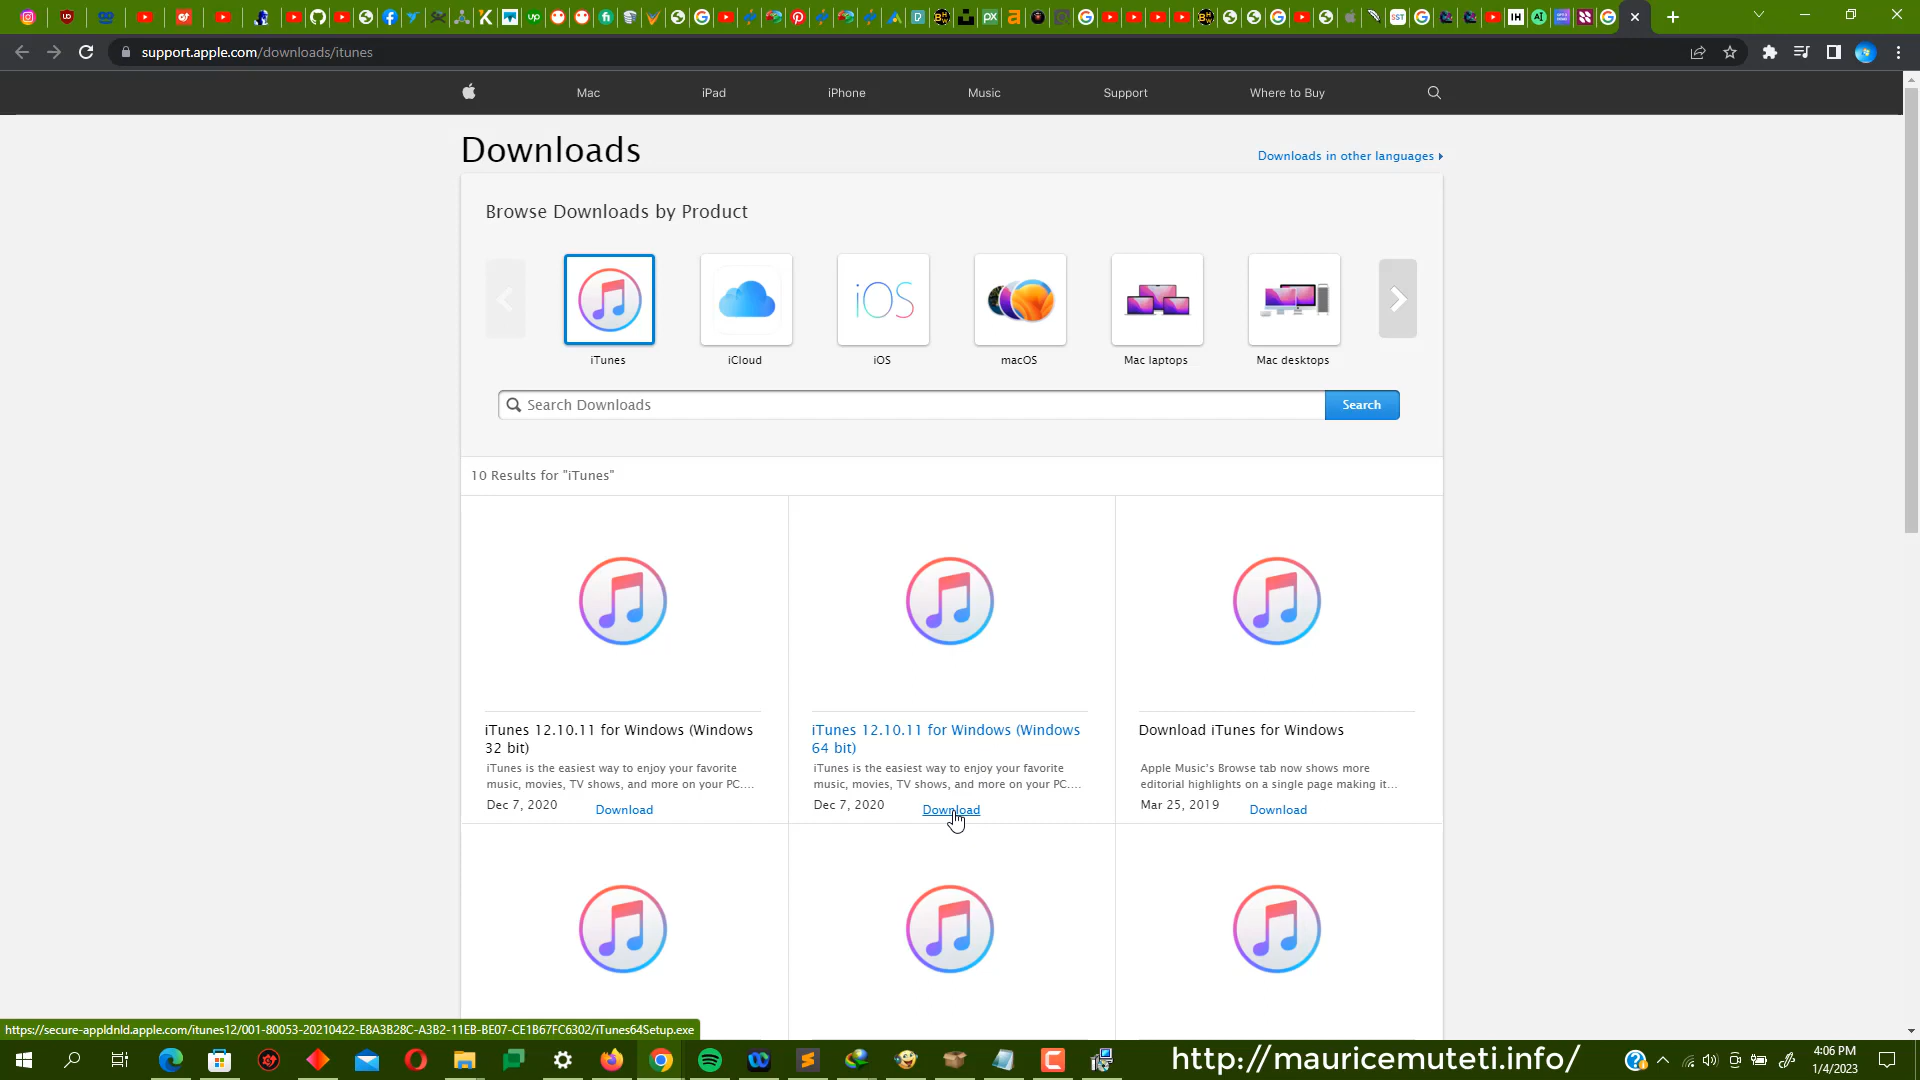 support.apple.com/downloads/itunes
Mac
iPad
iPhone
Music
Support
Where to Buy
Downloads
Downloads in other languages
Browse Downloads by Product
iOS
iTunes
iCloud
iOS
macOS
Mac laptops
Mac desktops
Search Downloads
Search
10 Results for "iTunes"
iTunes 12.10.11 for Windows (Windows
32 bit)
iTunes is the easiest way to enjoy your favorite
music, movies, TV shows, and more on your PC....
Dec 7, 2020
Download
iTunes 12.10.11 for Windows (Windows
64 bit)
iTunes is the easiest way to enjoy your favorite
music, movies, TV shows, and more on your PC....
Dec 7, 2020
Download
Download iTunes for Windows
Apple Music's Browse tab now shows more
editorial highlights on a single page making it...
Mar 25, 2019
Download
https://secure-appldnld.apple.com/itunes12/001-80053-20210422-E8A3B28C-A3B2-11EB-BE07-CE1B67FC6302/iTunes64Setup.exe
http://mauricemuteti.info/
4:06 PM
1/4/2023